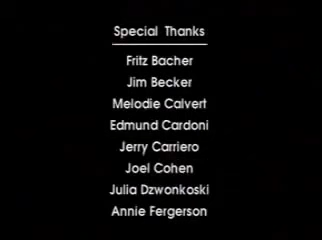 Special Thanks
Fritz Bacher
Jim Becker
Melodie Calvert
Edmund Cardoni
Jerry Carriero
Joel Cohen
Julia Dzwonkoski
Annie Fergerson